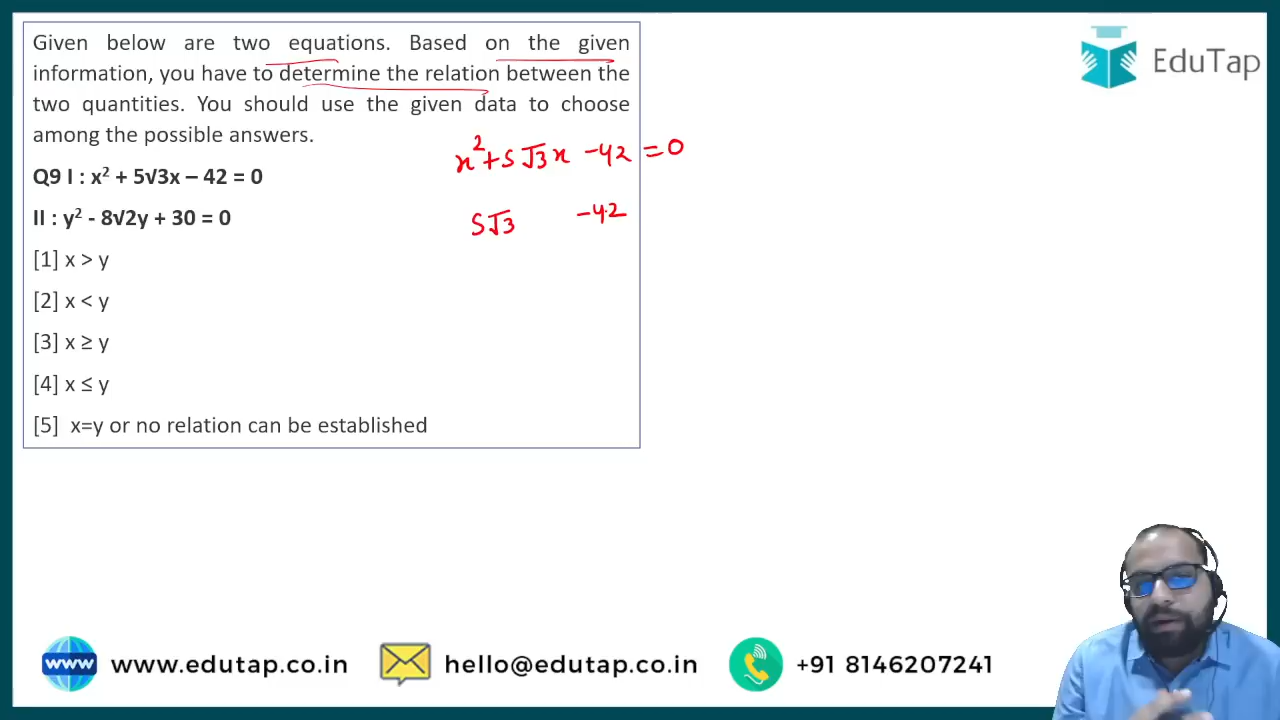 Given below are two equations. Based on the given
information, you have to determine the relation between the
two quantities. You should use the given data to choose
among the possible answers.
x² + 5√3x - 42 = 0
Q9 I : x² + 5√3x – 42 = 0
II : y² - 8√2y + 30 = 0
5√3 -42
[1] x > y
[2] x < y
[3] x ≥ y
[4] x ≤ y
[5] x=y or no relation can be established
EduTap
www
www.edutap.co.in
hello@edutap.co.in
+91 8146207241